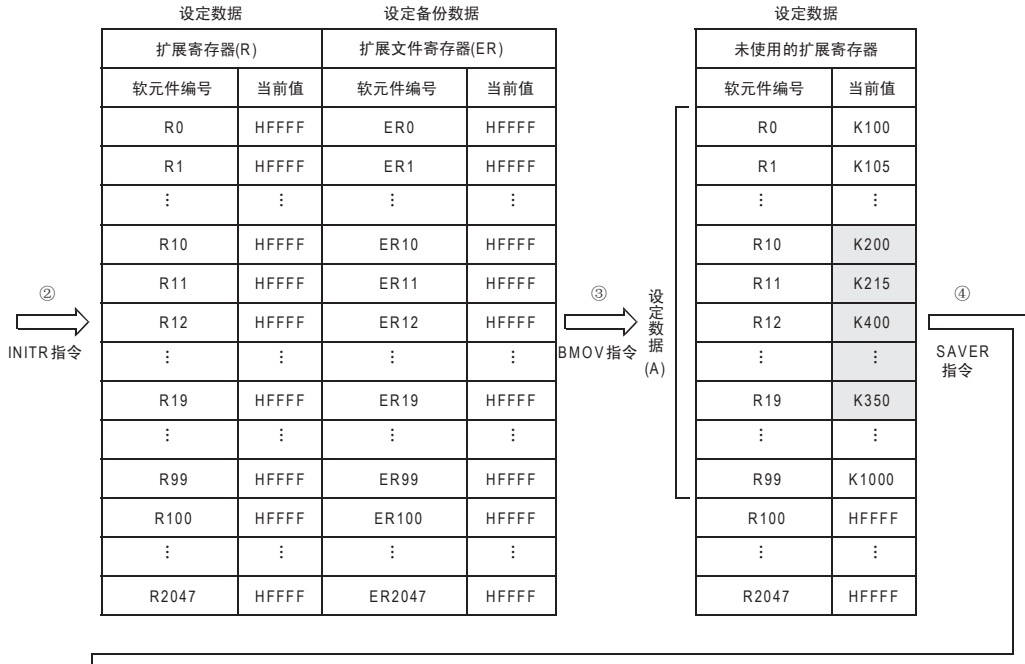 设定数据 设定备份数据 设定数据
扩展寄存器(R) 扩展文件寄存器(ER) 未使用的扩展寄存器
软元件编号 当前值 软元件编号 当前值 软元件编号 当前值
R0 HFFFF ER0 HFFFF R0 K100
R1 HFFFF ER1 HFFFF R1 K105
⋮ ⋮ ⋮ ⋮ ⋮ ⋮
R10 HFFFF ER10 HFFFF R10 K200
R11 HFFFF ER11 HFFFF R11 K215
② ③ 设定数据(A) ④
R12 HFFFF ER12 HFFFF R12 K400
INITR指令 BMOV指令 SAVER指令
⋮ ⋮ ⋮ ⋮ ⋮ ⋮
R19 HFFFF ER19 HFFFF R19 K350
⋮ ⋮ ⋮ ⋮ ⋮ ⋮
R99 HFFFF ER99 HFFFF R99 K1000
R100 HFFFF ER100 HFFFF R100 HFFFF
⋮ ⋮ ⋮ ⋮ ⋮ ⋮
R2047 HFFFF ER2047 HFFFF R2047 HFFFF